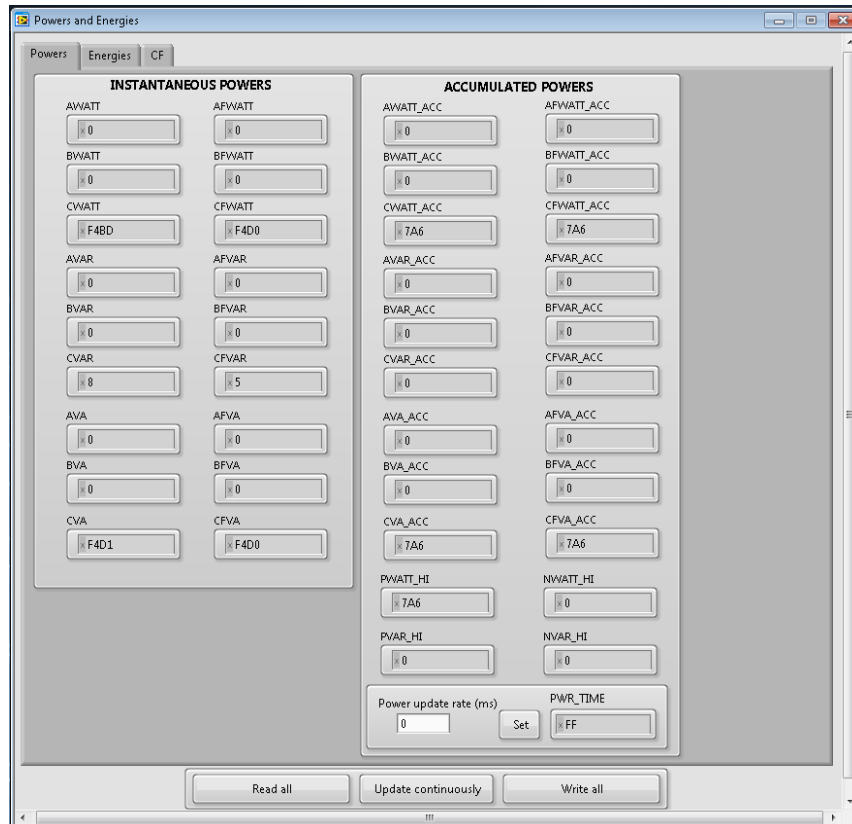 Powers and Energies
Powers Energies CF
INSTANTANEOUS POWERS
AWATT AFWATT
x 0 x 0
BWATT BFWATT
x 0 x 0
CWATT CFWATT
x F4BD x F4D0
AVAR AFVAR
x 0 x 0
BVAR BFVAR
x 0 x 0
CVAR CFVAR
x 8 x 5
AVA AFVA
x 0 x 0
BVA BFVA
x 0 x 0
CVA CFVA
x F4D1 x F4D0
ACCUMULATED POWERS
AWATT_ACC AFWATT_ACC
x 0 x 0
BWATT_ACC BFWATT_ACC
x 0 x 0
CWATT_ACC CFWATT_ACC
x 7A6 x 7A6
AVAR_ACC AFVAR_ACC
x 0 x 0
BVAR_ACC BFVAR_ACC
x 0 x 0
CVAR_ACC CFVAR_ACC
x 0 x 0
AVA_ACC AFVA_ACC
x 0 x 0
BVA_ACC BFVA_ACC
x 0 x 0
CVA_ACC CFVA_ACC
x 7A6 x 7A6
PWATT_HI NWATT_HI
x 7A6 x 0
PVAR_HI NVAR_HI
x 0 x 0
Power update rate (ms) PWR_TIME
0 Set x FF
Read all Update continuously Write all